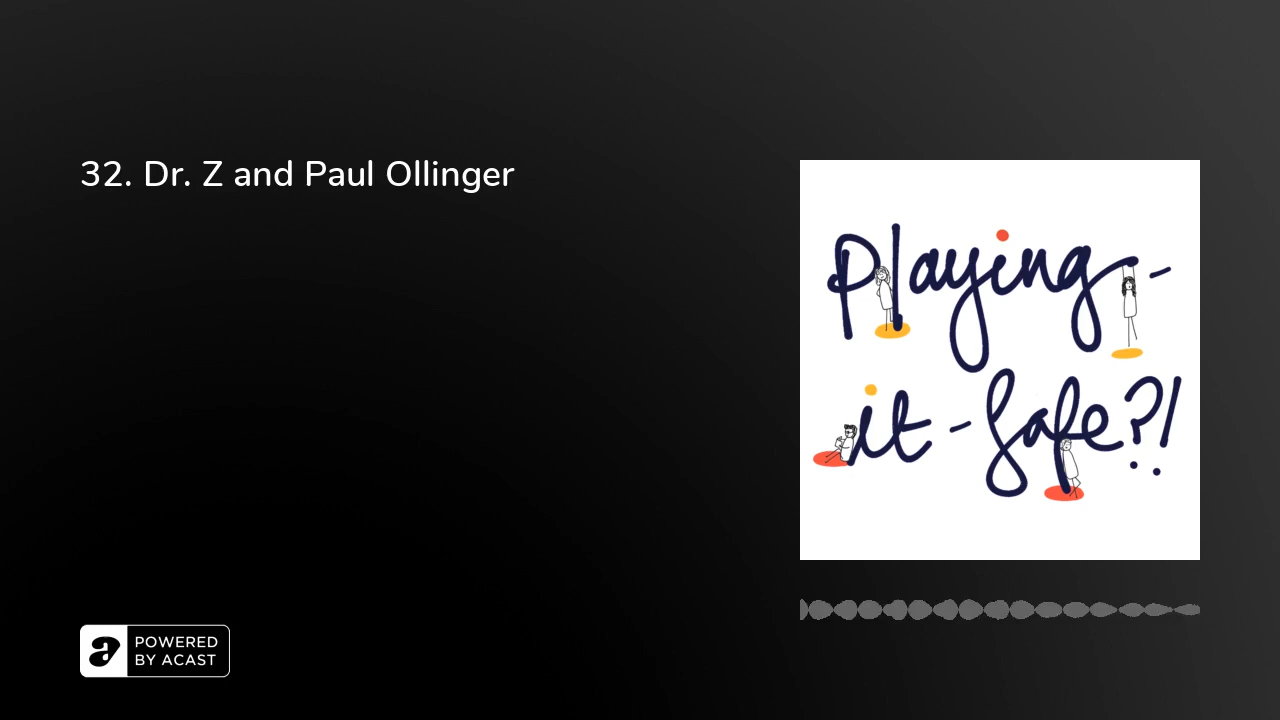 32. Dr. Z and Paul Ollinger
Playing-
it-safe?!
a POWERED
BY ACAST